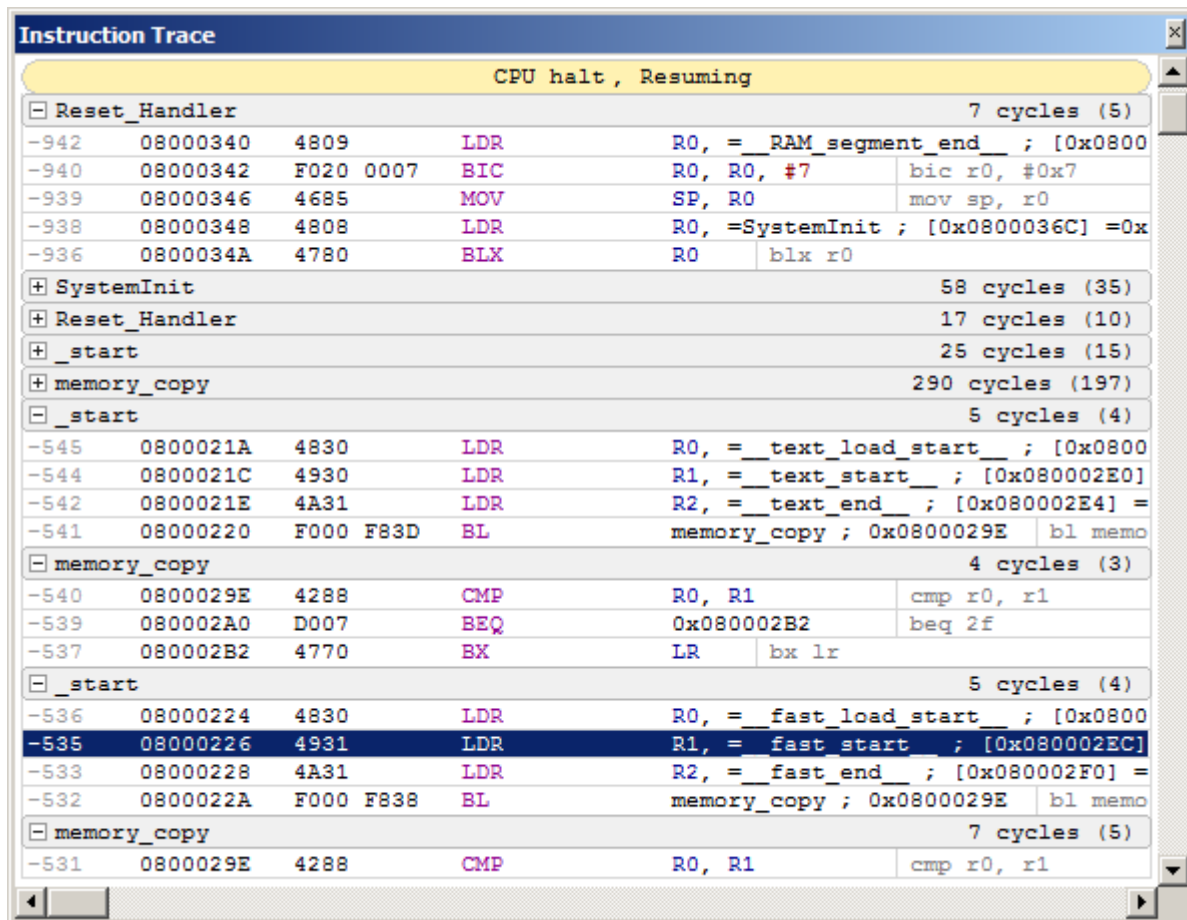 Instruction Trace
CPU halt , Resuming
Reset_Handler 7 cycles (5)
-942 08000340 4809 LDR R0, =__RAM_segment_end__ ; [0x0800
-940 08000342 F020 0007 BIC R0, R0, #7 bic r0, #0x7
-939 08000346 4685 MOV SP, R0 mov sp, r0
-938 08000348 4808 LDR R0, =SystemInit ; [0x0800036C] =0x
-936 0800034A 4780 BLX R0 blx r0
SystemInit 58 cycles (35)
Reset_Handler 17 cycles (10)
_start 25 cycles (15)
memory_copy 290 cycles (197)
_start 5 cycles (4)
-545 0800021A 4830 LDR R0, =__text_load_start__ ; [0x0800
-544 0800021C 4930 LDR R1, =__text_start__ ; [0x080002E0]
-542 0800021E 4A31 LDR R2, =__text_end__ ; [0x080002E4] =
-541 08000220 F000 F83D BL memory_copy ; 0x0800029E bl memo
memory_copy 4 cycles (3)
-540 0800029E 4288 CMP R0, R1 cmp r0, r1
-539 080002A0 D007 BEQ 0x080002B2 beq 2f
-537 080002B2 4770 BX LR bx lr
_start 5 cycles (4)
-536 08000224 4830 LDR R0, =__fast_load_start__ ; [0x0800
-535 08000226 4931 LDR R1, =__fast_start__ ; [0x080002EC]
-533 08000228 4A31 LDR R2, =__fast_end__ ; [0x080002F0] =
-532 0800022A F000 F838 BL memory_copy ; 0x0800029E bl memo
memory_copy 7 cycles (5)
-531 0800029E 4288 CMP R0, R1 cmp r0, r1